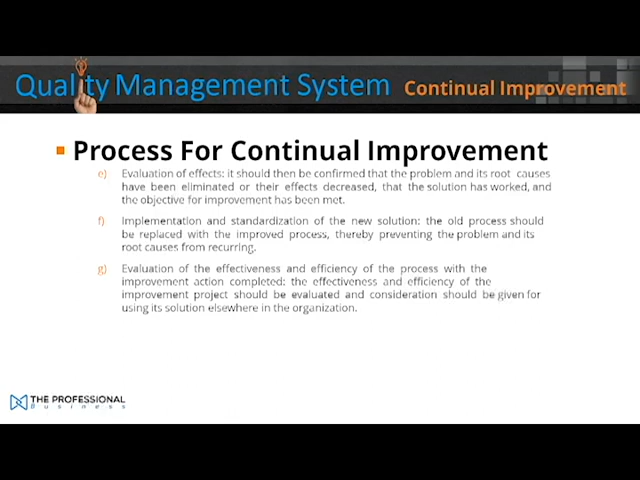 Quality Management System Continual Improvement
Process For Continual Improvement
e) Evaluation of effects: it should then be confirmed that the problem and its root causes
have been eliminated or their effects decreased, that the solution has worked, and
the objective for improvement has been met.
f) Implementation and standardization of the new solution: the old process should
be replaced with the improved process, thereby preventing the problem and its
root causes from recurring.
g) Evaluation of the effectiveness and efficiency of the process with the
improvement action completed: the effectiveness and efficiency of the
improvement project should be evaluated and consideration should be given for
using its solution elsewhere in the organization.
THE PROFESSIONAL
Business